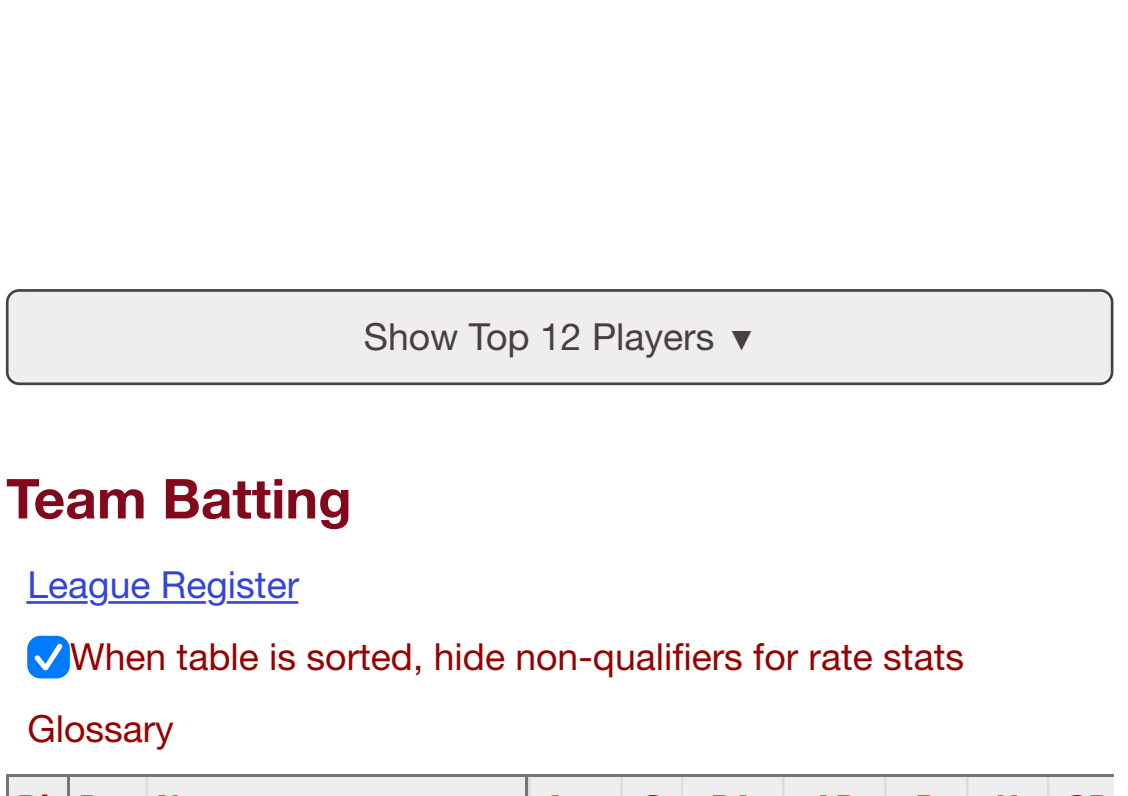 Show Top 12 Players ▼
Team Batting
League Register
When table is sorted, hide non-qualifiers for rate stats
Glossary